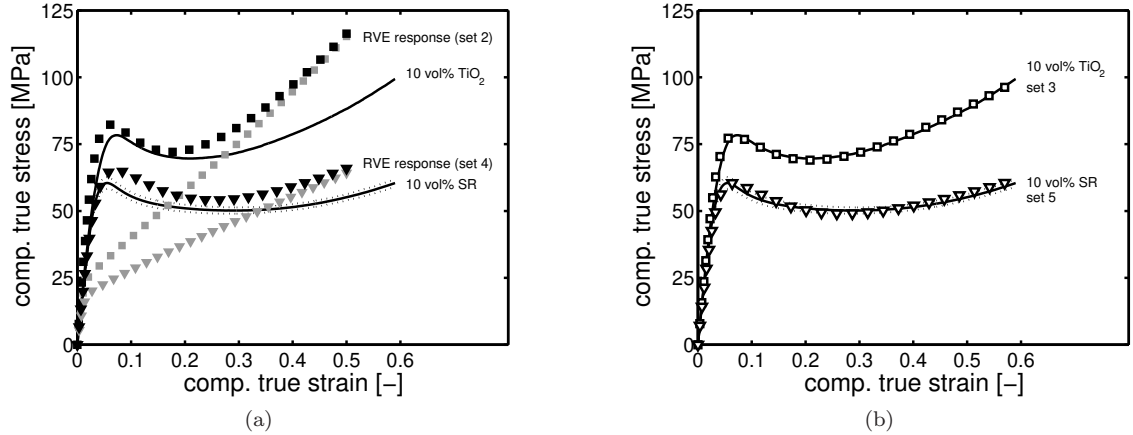 125
100
75
50
25
0
comp. true stress [MPa]
0 0.1 0.2 0.3 0.4 0.5 0.6
comp. true strain [−]
RVE response (set 2)
10 vol% TiO2
RVE response (set 4)
10 vol% SR
(a)
125
100
75
50
25
0
comp. true stress [MPa]
0 0.1 0.2 0.3 0.4 0.5 0.6
comp. true strain [−]
10 vol% TiO2
set 3
10 vol% SR
set 5
(b)